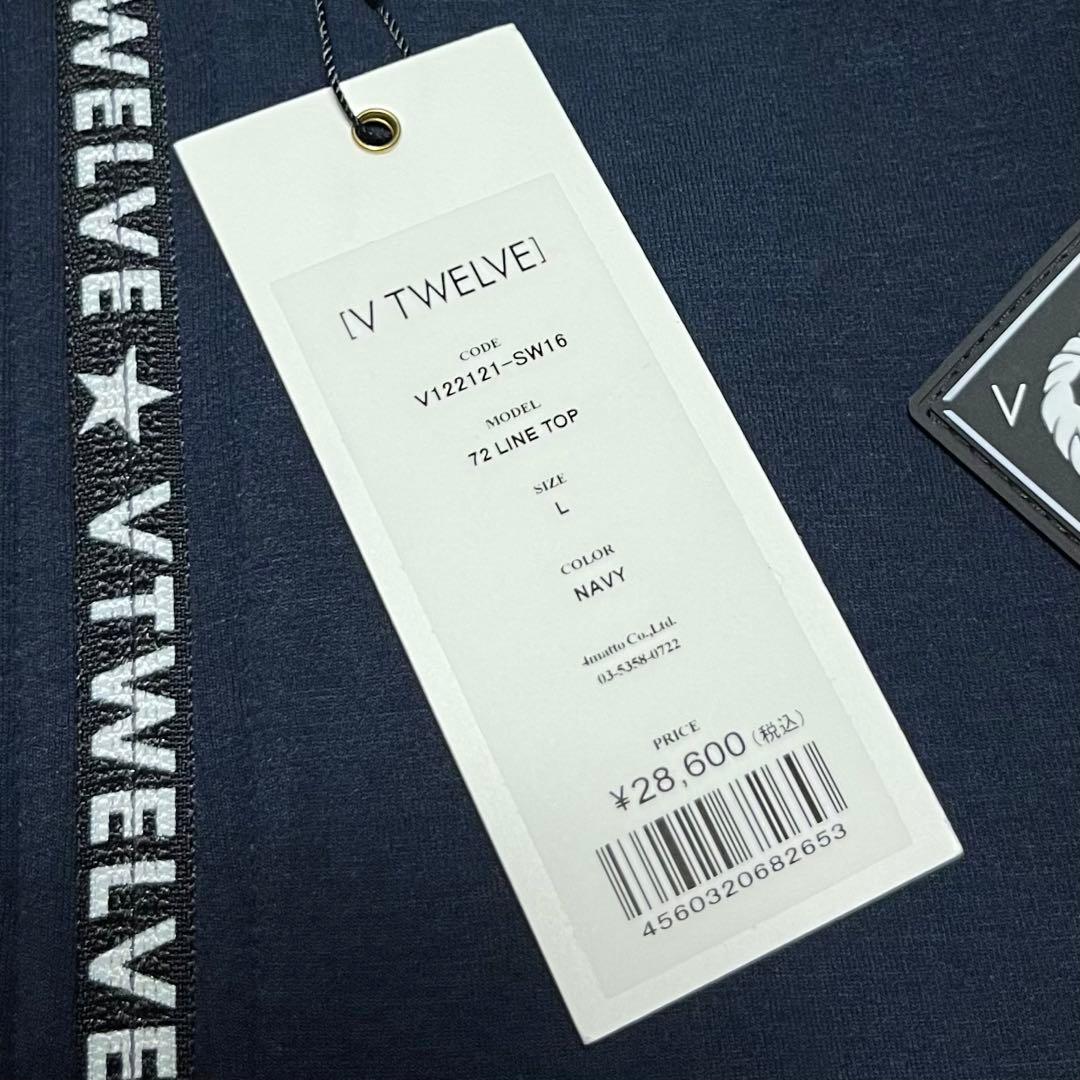 WELVE★VTWELVE
[V TWELVE]
CODE
V122121-SW16
MODEL
72 LINE TOP
SIZE
L
COLOR
NAVY
4matto Co.,Ltd.
03-5358-0722
PRICE
¥28,600(税込)
4560320682653
V